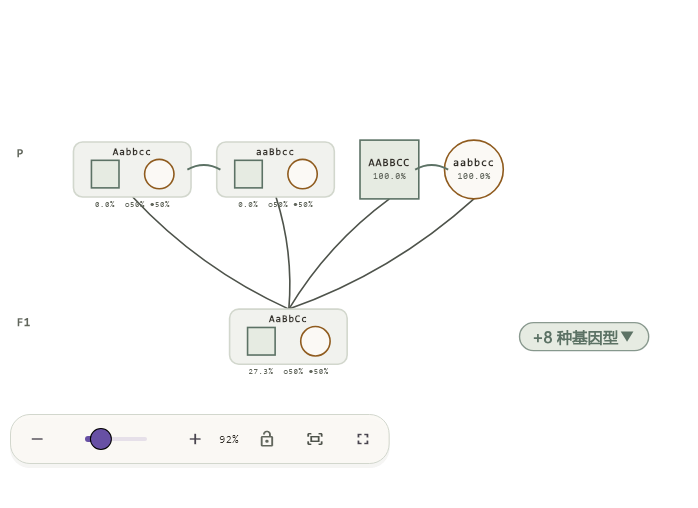 P
Aabbcc
aaBbcc
AABBCC
100.0%
aabbcc
100.0%
0.0% ○50% ●50%
0.0% ○50% ●50%
F1
AaBbCc
27.3% ○50% ●50%
+8 种基因型▼
92%